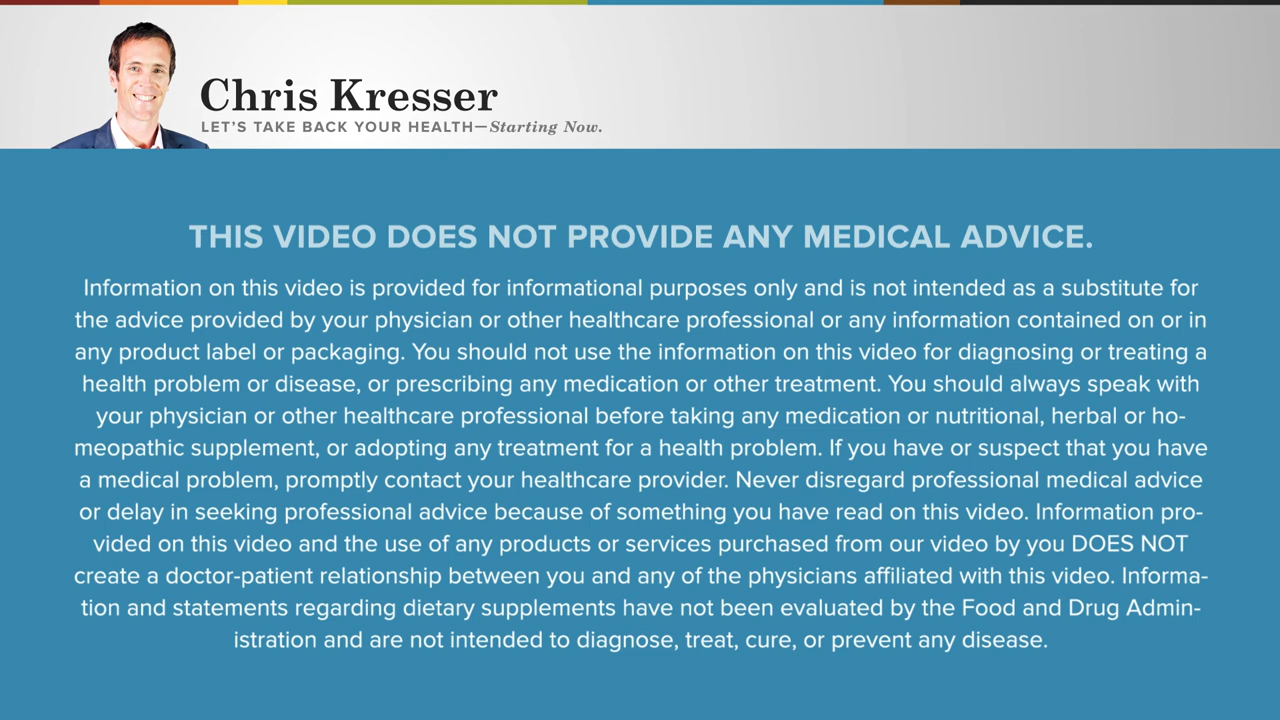 Chris Kresser
LET'S TAKE BACK YOUR HEALTH—Starting Now.
THIS VIDEO DOES NOT PROVIDE ANY MEDICAL ADVICE.
Information on this video is provided for informational purposes only and is not intended as a substitute for
the advice provided by your physician or other healthcare professional or any information contained on or in
any product label or packaging. You should not use the information on this video for diagnosing or treating a
health problem or disease, or prescribing any medication or other treatment. You should always speak with
your physician or other healthcare professional before taking any medication or nutritional, herbal or ho-
meopathic supplement, or adopting any treatment for a health problem. If you have or suspect that you have
a medical problem, promptly contact your healthcare provider. Never disregard professional medical advice
or delay in seeking professional advice because of something you have read on this video. Information pro-
vided on this video and the use of any products or services purchased from our video by you DOES NOT
create a doctor-patient relationship between you and any of the physicians affiliated with this video. Informa-
tion and statements regarding dietary supplements have not been evaluated by the Food and Drug Admin-
istration and are not intended to diagnose, treat, cure, or prevent any disease.